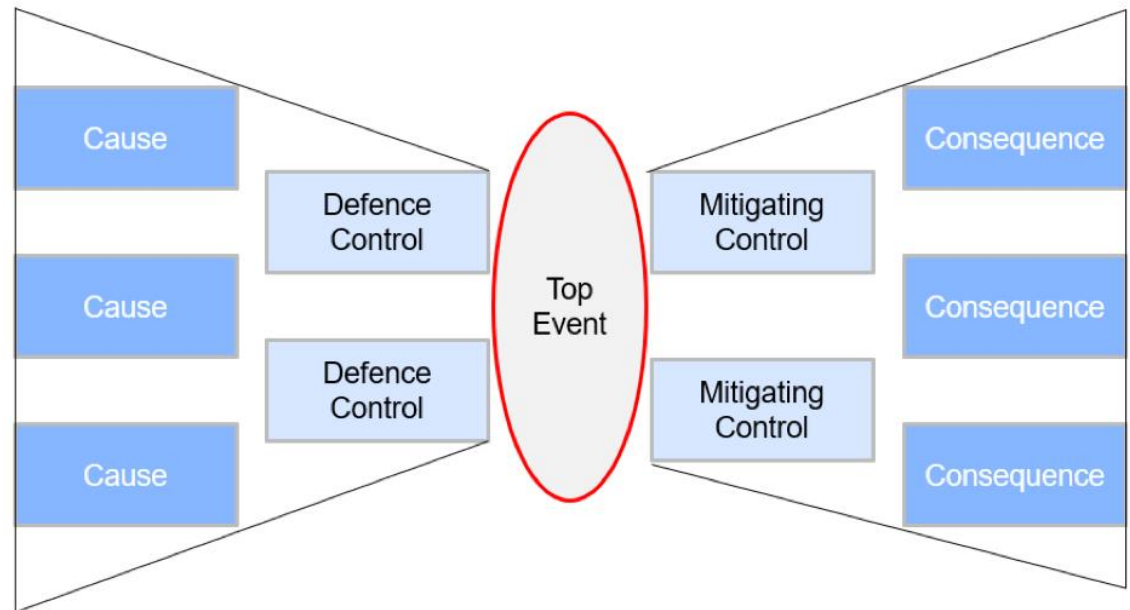 Cause
Cause
Cause
Defence
Control
Defence
Control
Top
Event
Mitigating
Control
Mitigating
Control
Consequence
Consequence
Consequence